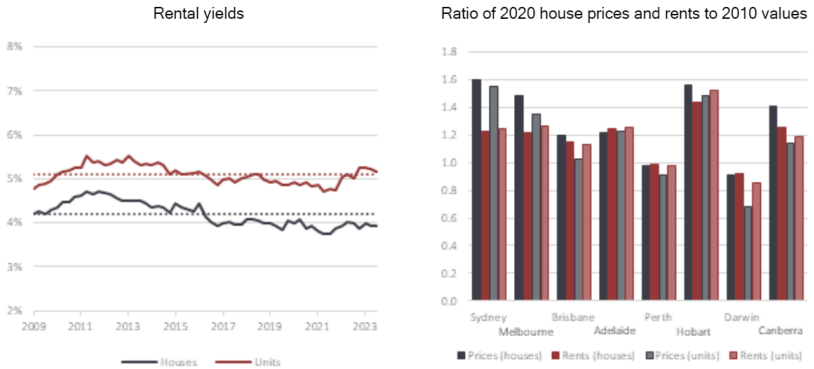 Rental yields
8%
7%
6%
5%
4%
3%
2%
2009 2011 2013 2015 2017 2019 2021 2023
Houses Units
Ratio of 2020 house prices and rents to 2010 values
1.8
1.6
1.4
1.2
1.0
0.8
0.6
0.4
0.2
0.0
Sydney Brisbane Perth Darwin
Melbourne Adelaide Hobart Canberra
Prices (houses) Rents (houses) Prices (units) Rents (units)